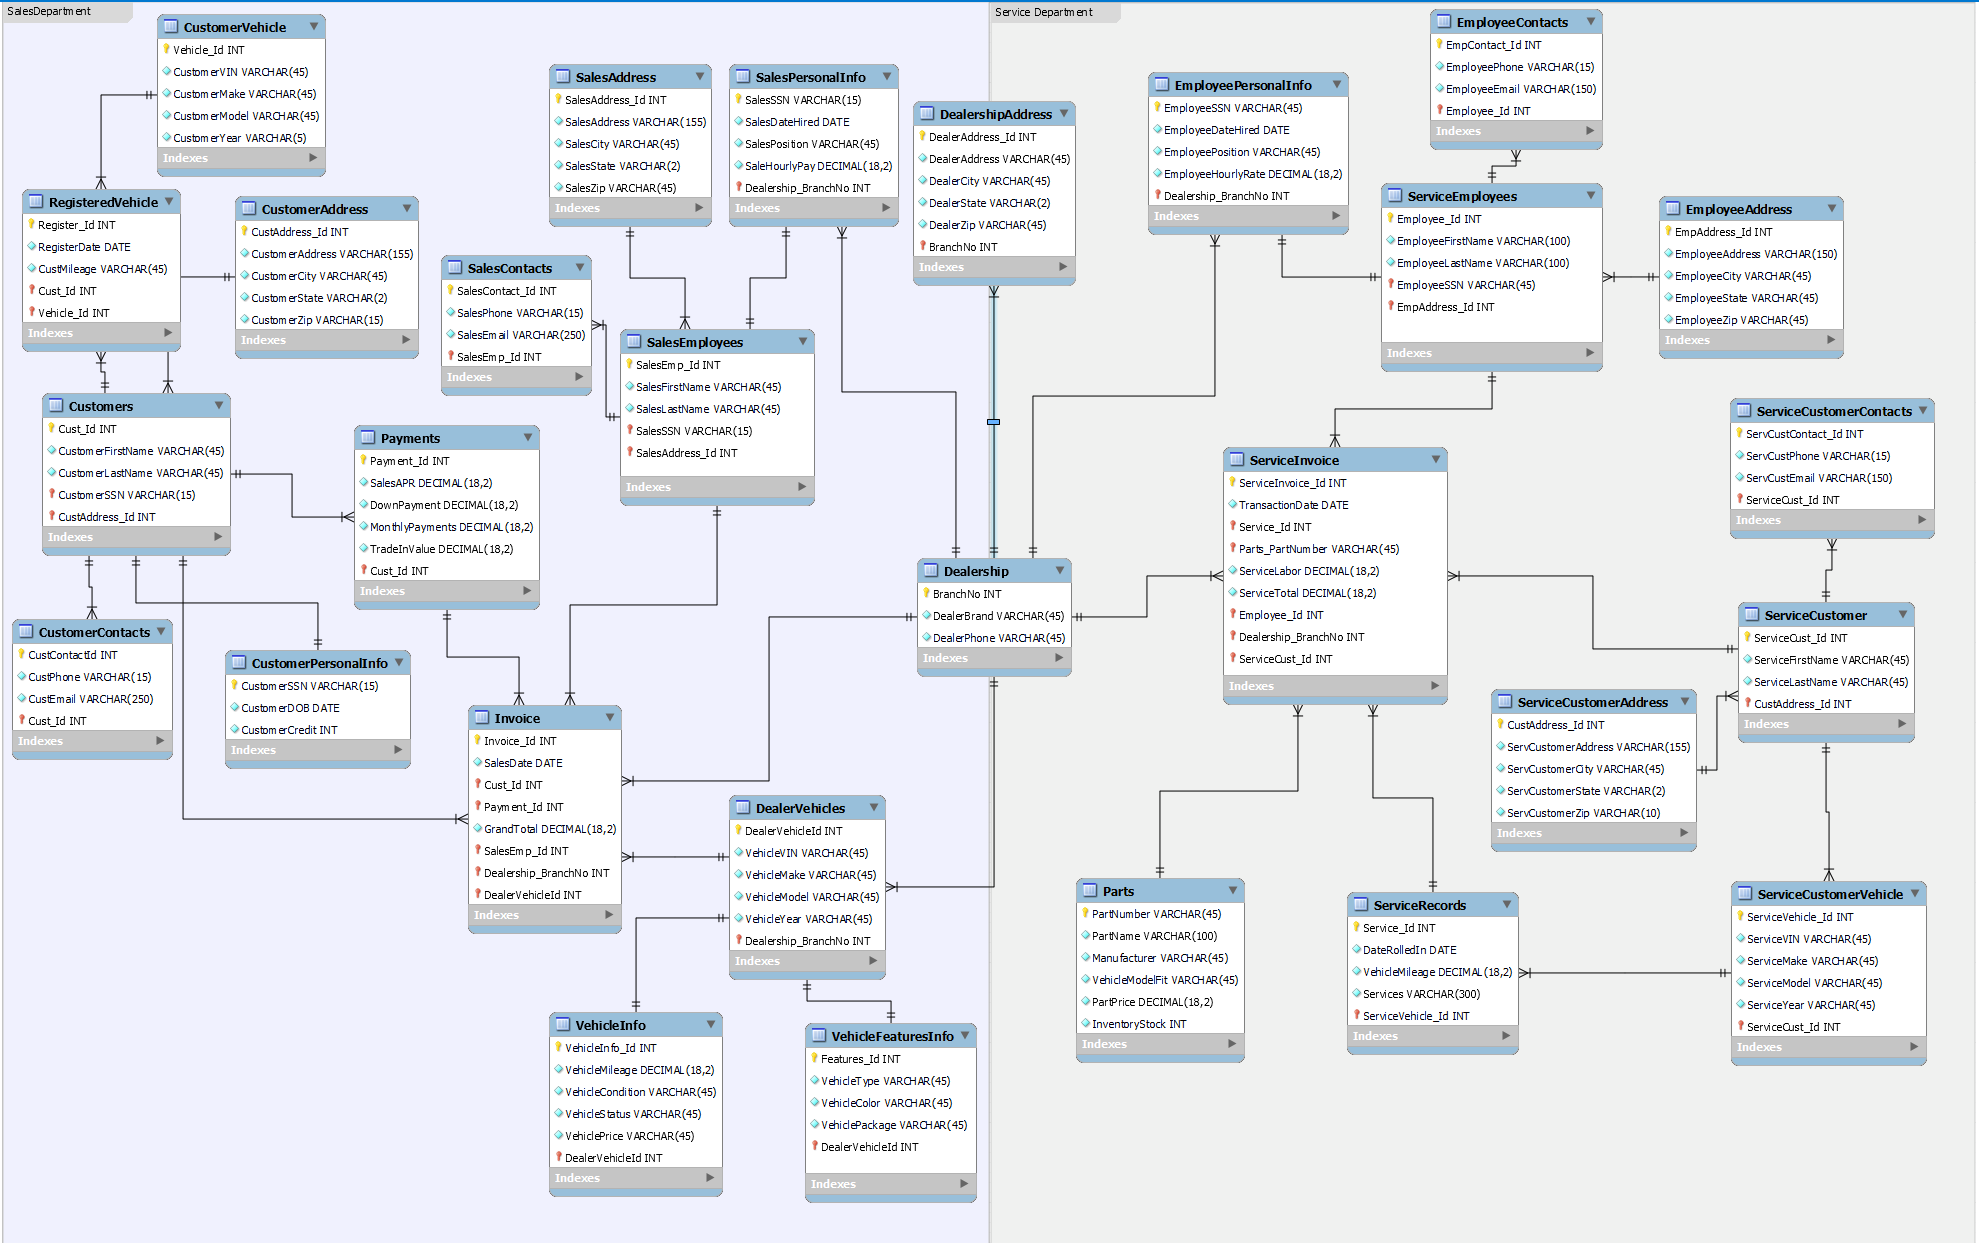 SalesDepartment
CustomerVehicle
Vehicle_Id INT
CustomerVIN VARCHAR(45)
CustomerMake VARCHAR(45)
CustomerModel VARCHAR(45)
CustomerYear VARCHAR(5)
Indexes
RegisteredVehicle
Register_Id INT
RegisterDate DATE
CustMileage VARCHAR(45)
Cust_Id INT
Vehicle_Id INT
Indexes
CustomerAddress
CustAddress_Id INT
CustomerAddress VARCHAR(155)
CustomerCity VARCHAR(45)
CustomerState VARCHAR(2)
CustomerZip VARCHAR(15)
Indexes
Customers
Cust_Id INT
CustomerFirstName VARCHAR(45)
CustomerLastName VARCHAR(45)
CustomerSSN VARCHAR(15)
CustAddress_Id INT
Indexes
CustomerContacts
CustContactId INT
CustPhone VARCHAR(15)
CustEmail VARCHAR(250)
Cust_Id INT
Indexes
CustomerPersonalInfo
CustomerSSN VARCHAR(15)
CustomerDOB DATE
CustomerCredit INT
Indexes
Payments
Payment_Id INT
SalesAPR DECIMAL(18,2)
DownPayment DECIMAL(18,2)
MonthlyPayments DECIMAL(18,2)
TradeInValue DECIMAL(18,2)
Cust_Id INT
Indexes
SalesAddress
SalesAddress_Id INT
SalesAddress VARCHAR(155)
SalesCity VARCHAR(45)
SalesState VARCHAR(2)
SalesZip VARCHAR(45)
Indexes
SalesPersonalInfo
SalesSSN VARCHAR(15)
SalesDateHired DATE
SalesPosition VARCHAR(45)
SaleHourlyPay DECIMAL(18,2)
Dealership_BranchNo INT
Indexes
SalesContacts
SalesContact_Id INT
SalesPhone VARCHAR(15)
SalesEmail VARCHAR(250)
SalesEmp_Id INT
Indexes
SalesEmployees
SalesEmp_Id INT
SalesFirstName VARCHAR(45)
SalesLastName VARCHAR(45)
SalesSSN VARCHAR(15)
SalesAddress_Id INT
Indexes
Invoice
Invoice_Id INT
SalesDate DATE
Cust_Id INT
Payment_Id INT
GrandTotal DECIMAL(18,2)
SalesEmp_Id INT
Dealership_BranchNo INT
DealerVehicleId INT
Indexes
DealerVehicles
DealerVehicleId INT
VehicleVIN VARCHAR(45)
VehicleMake VARCHAR(45)
VehicleModel VARCHAR(45)
VehicleYear VARCHAR(45)
Dealership_BranchNo INT
Indexes
VehicleInfo
VehicleInfo_Id INT
VehicleMileage DECIMAL(18,2)
VehicleCondition VARCHAR(45)
VehicleStatus VARCHAR(45)
VehiclePrice VARCHAR(45)
DealerVehicleId INT
Indexes
VehicleFeaturesInfo
Features_Id INT
VehicleType VARCHAR(45)
VehicleColor VARCHAR(45)
VehiclePackage VARCHAR(45)
DealerVehicleId INT
Indexes
DealershipAddress
DealerAddress_Id INT
DealerAddress VARCHAR(45)
DealerCity VARCHAR(45)
DealerState VARCHAR(2)
DealerZip VARCHAR(45)
BranchNo INT
Indexes
Dealership
BranchNo INT
DealerBrand VARCHAR(45)
DealerPhone VARCHAR(45)
Indexes
Service Department
EmployeePersonalInfo
EmployeeSSN VARCHAR(45)
EmployeeDateHired DATE
EmployeePosition VARCHAR(45)
EmployeeHourlyRate DECIMAL(18,2)
Dealership_BranchNo INT
Indexes
EmployeeContacts
EmpContact_Id INT
EmployeePhone VARCHAR(15)
EmployeeEmail VARCHAR(150)
Employee_Id INT
Indexes
ServiceEmployees
Employee_Id INT
EmployeeFirstName VARCHAR(100)
EmployeeLastName VARCHAR(100)
EmployeeSSN VARCHAR(45)
EmpAddress_Id INT
Indexes
EmployeeAddress
EmpAddress_Id INT
EmployeeAddress VARCHAR(150)
EmployeeCity VARCHAR(45)
EmployeeState VARCHAR(45)
EmployeeZip VARCHAR(45)
Indexes
ServiceInvoice
ServiceInvoice_Id INT
TransactionDate DATE
Service_Id INT
Parts_PartNumber VARCHAR(45)
ServiceLabor DECIMAL(18,2)
ServiceTotal DECIMAL(18,2)
Employee_Id INT
Dealership_BranchNo INT
ServiceCust_Id INT
Indexes
ServiceCustomerContacts
ServCustContact_Id INT
ServCustPhone VARCHAR(15)
ServCustEmail VARCHAR(150)
ServiceCust_Id INT
Indexes
ServiceCustomer
ServiceCust_Id INT
ServiceFirstName VARCHAR(45)
ServiceLastName VARCHAR(45)
CustAddress_Id INT
Indexes
ServiceCustomerAddress
CustAddress_Id INT
ServCustomerAddress VARCHAR(155)
ServCustomerCity VARCHAR(45)
ServCustomerState VARCHAR(2)
ServCustomerZip VARCHAR(10)
Indexes
Parts
PartNumber VARCHAR(45)
PartName VARCHAR(100)
Manufacturer VARCHAR(45)
VehicleModelFit VARCHAR(45)
PartPrice DECIMAL(18,2)
InventoryStock INT
Indexes
ServiceRecords
Service_Id INT
DateRolledIn DATE
VehicleMileage DECIMAL(18,2)
Services VARCHAR(300)
ServiceVehicle_Id INT
Indexes
ServiceCustomerVehicle
ServiceVehicle_Id INT
ServiceVIN VARCHAR(45)
ServiceMake VARCHAR(45)
ServiceModel VARCHAR(45)
ServiceYear VARCHAR(45)
ServiceCust_Id INT
Indexes